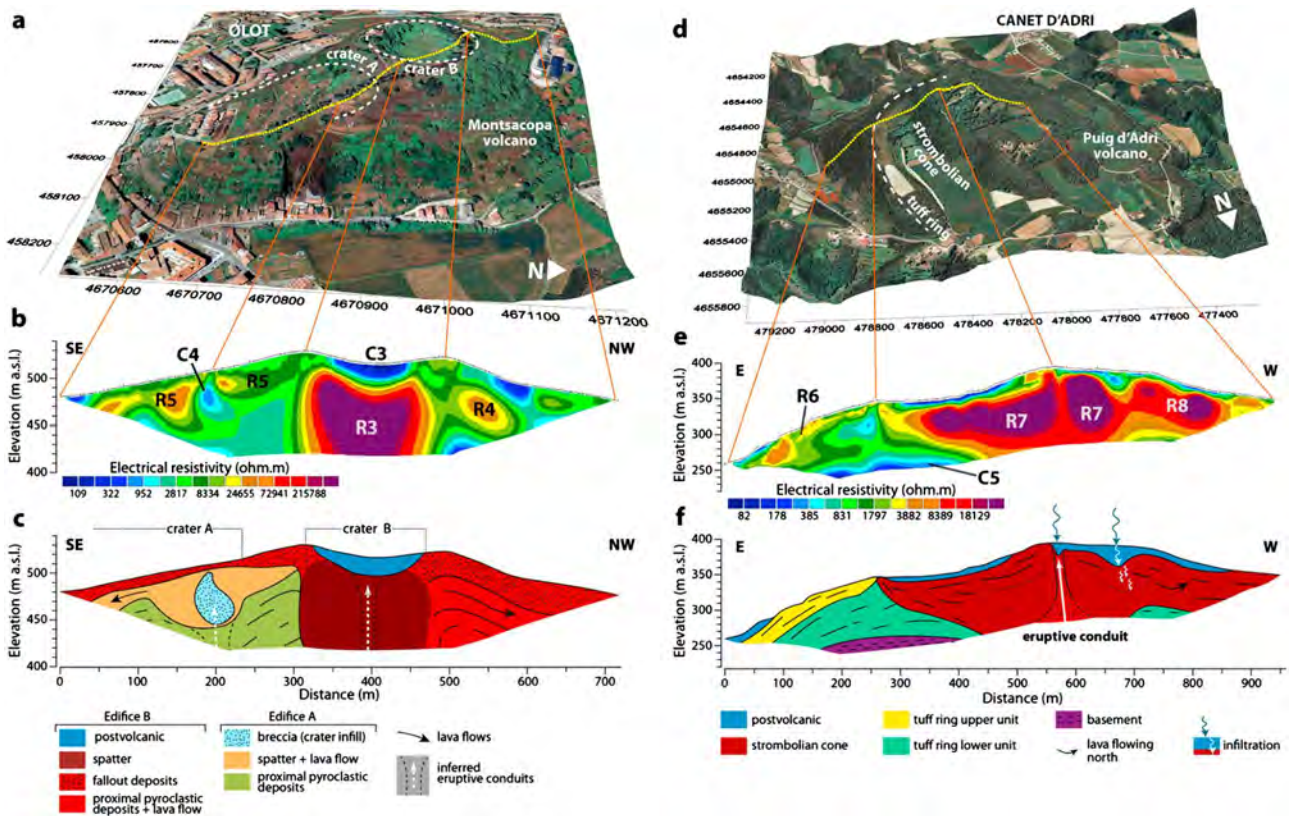 a
OLOT
crater A
crater B
Montsacopa
volcano
457600
457700
457800
457900
458000
458100
458200
N
4670600
4670700
4670800
4670900
4671000
4671100
4671200
b
SE
NW
C4
C3
R5
R5
R3
R4
Elevation (m a.s.l.)
500
450
400
Electrical resistivity (ohm.m)
109
322
952
2817
8334
24655
72941
215788
c
crater A
crater B
SE
NW
Elevation (m a.s.l.)
500
450
400
0
100
200
300
400
500
600
700
Distance (m)
Edifice B
postvolcanic
spatter
fallout deposits
proximal pyroclastic
deposits + lava flow
Edifice A
breccia (crater infill)
spatter + lava flow
proximal pyroclastic
deposits
lava flows
inferred
eruptive conduits
d
CANET D'ADRI
strombolian
cone
tuff ring
Puig d'Adri
volcano
4654200
4654400
4654600
4654800
4655000
4655200
4655400
4655600
4655800
N
479200
479000
478800
478600
478400
478200
478000
477800
477600
477400
e
E
W
R6
R7
R7
R8
C5
Elevation (m a.s.l.)
400
350
300
250
Electrical resistivity (ohm.m)
82
178
385
831
1797
3882
8389
18129
f
E
W
Elevation (m a.s.l.)
400
350
300
250
eruptive conduit
0
100
200
300
400
500
600
700
800
900
Distance (m)
postvolcanic
strombolian cone
tuff ring upper unit
tuff ring lower unit
basement
lava flowing
north
infiltration